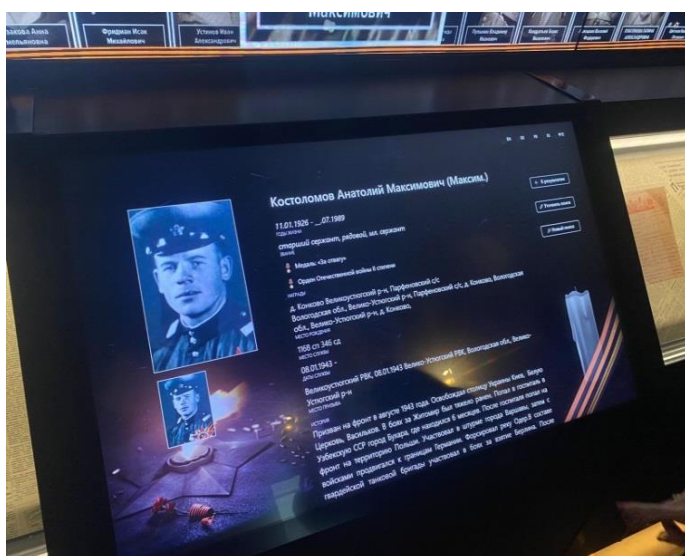 Максимович
Фридман Исак
Михайлович
Устинов Иван
Александрович
Костоломов Анатолий Максимович (Максим.)
11.01.1926 - __.07.1989
ГОДЫ ЖИЗНИ
старший сержант, рядовой, мл. сержант
ЗВАНИЕ
Медаль: «За отвагу»
Орден Отечественной войны II степени
НАГРАДЫ
д. Конково Великоустюгский р-н, Парфеновский с/с
Вологодская обл., Велико-Устюгский р-н, Парфеновский с/с, д. Конково, Вологодская
обл., Велико-Устюгский р-н, д. Конково,
МЕСТО РОЖДЕНИЯ
1168 сп 346 сд
МЕСТО СЛУЖБЫ
08.01.1943 -
ДАТЫ СЛУЖБЫ
Великоустюгский РВК, 08.01.1943 Велико-Устюгский РВК, Вологодская обл., Велико-
Устюгский р-н
МЕСТО ПРИЗЫВА
ИСТОРИЯ
Призван на фронт в августе 1943 года. Освобождал столицу Украины Киев, Белую
Церковь, Васильков. В боях за Житомир был тяжело ранен. Попал в госпиталь в
Узбекскую ССР город Бухара, где находился 6 месяцев. После госпиталя попал на
фронт на территорию Польши. Участвовал в штурме города Варшавы, затем с
войсками продвигался к границам Германии. Форсировал реку Одер.В составе
гвардейской танковой бригады участвовал в боях за взятие Берлина. После
К результатам
Уточнить поиск
Новый поиск